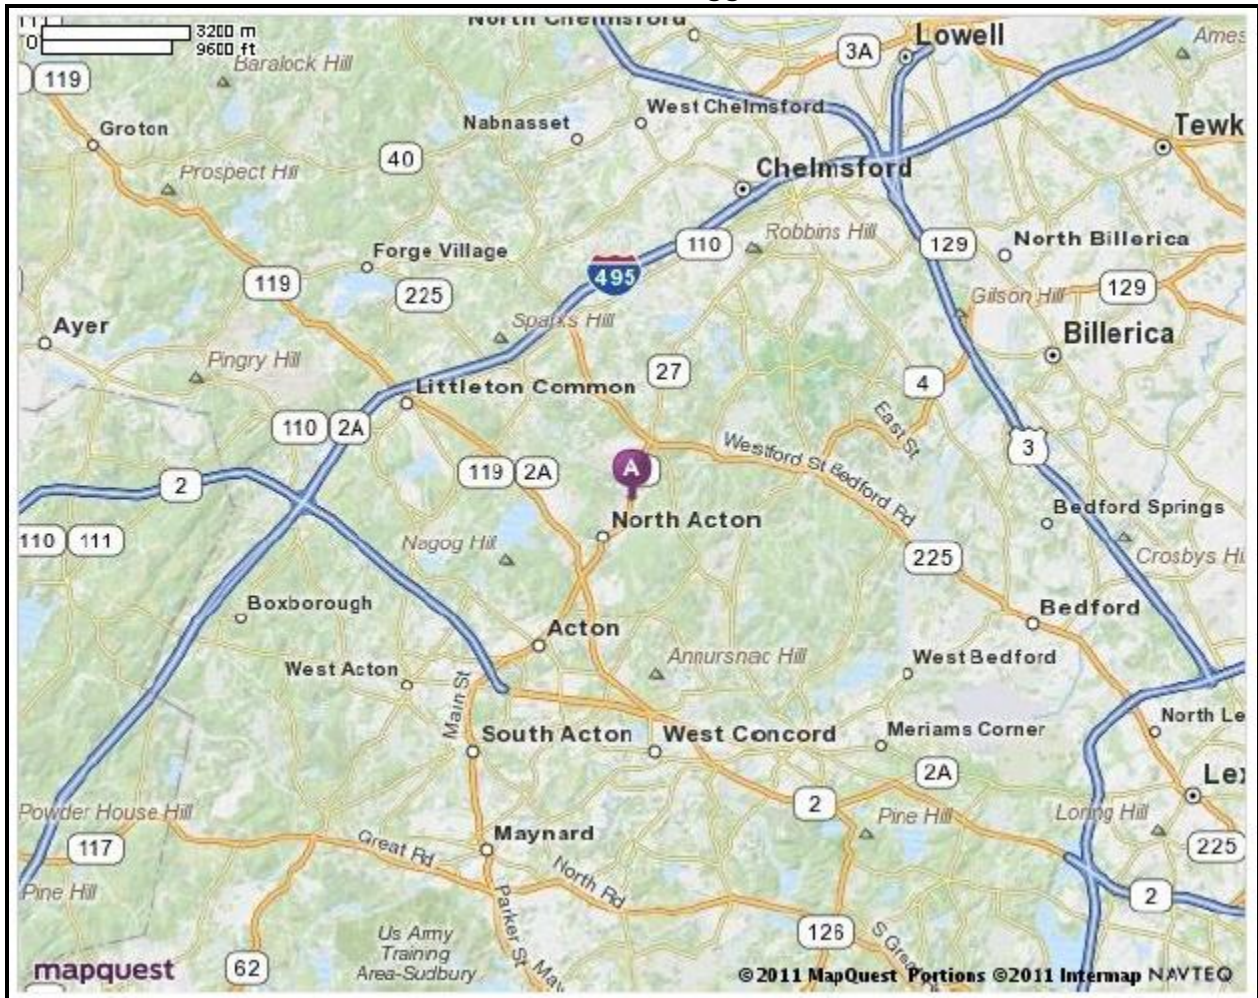 North Chelmsford
Lowell
3200 m
0
9600 ft
3A
Ames
Baralock Hill
119
West Chelmsford
Nabnasset
Groton
Tewk
40
Prospect Hill
Chelmsford
Robbins Hill
110
129
North Billerica
Forge Village
495
119
225
129
Gilson Hill
Sparks Hill
Ayer
Billerica
Pingry Hill
27
Littleton Common
4
110
2A
East St
3
Westford St
Bedford Rd
119
2A
A
2
Bedford Springs
North Acton
110
111
Nagog Hill
225
Crosbys Hi
Boxborough
Bedford
Acton
Annursnac Hill
West Bedford
West Acton
Main St
North Le
South Acton
West Concord
Meriams Corner
2A
Lex
2
Powder House Hill
Pine Hill
Loring Hill
Maynard
117
Great Rd
225
North Rd
Pine Hill
2
Parker St
126
Us Army
Training
Area-Sudbury
S Grea
62
mapquest
©2011 MapQuest Portions ©2011 Intermap NAVTEQ